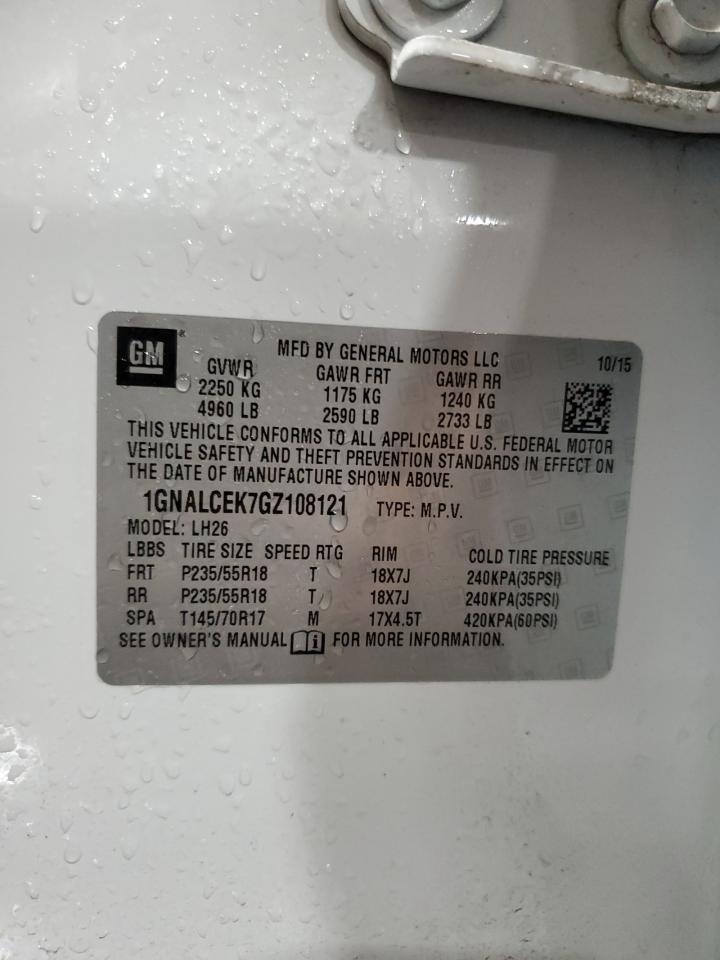 GM
MFD BY GENERAL MOTORS LLC 10/15
GVWR GAWR FRT GAWR RR
2250 KG 1175 KG 1240 KG
4960 LB 2590 LB 2733 LB
THIS VEHICLE CONFORMS TO ALL APPLICABLE U.S. FEDERAL MOTOR
VEHICLE SAFETY AND THEFT PREVENTION STANDARDS IN EFFECT ON
THE DATE OF MANUFACTURE SHOWN ABOVE.
1GNALCEK7GZ108121 TYPE: M.P.V.
MODEL: LH26
LBBS TIRE SIZE SPEED RTG RIM COLD TIRE PRESSURE
FRT P235/55R18 T 18X7J 240KPA(35PSI)
RR P235/55R18 T 18X7J 240KPA(35PSI)
SPA T145/70R17 M 17X4.5T 420KPA(60PSI)
SEE OWNER'S MANUAL i FOR MORE INFORMATION.